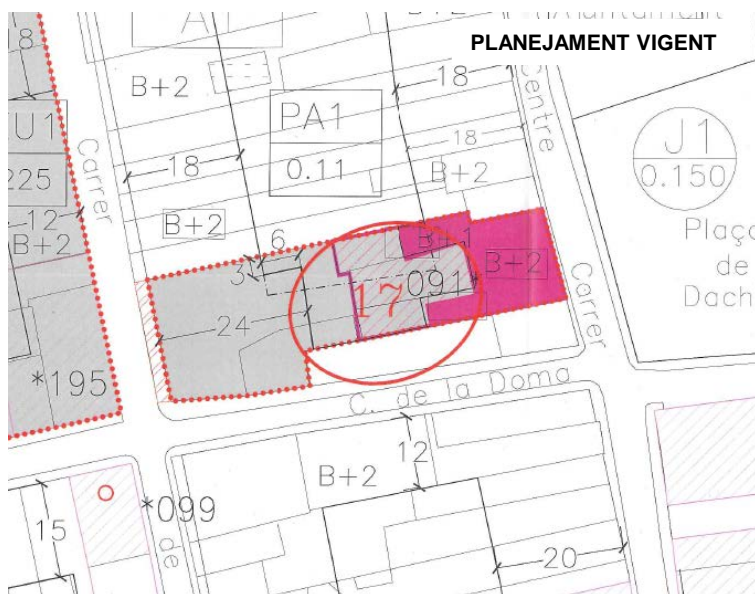 PLANEJAMENT VIGENT
B+2
18
18
PA1
0.11
J1
0.150
Centre
Carrer
U1
225
12
B+2
18
18
B+2
B+2
6
3
B+1
B+2
091*
17
24
Plaç
de
Dach
Carrer
*195
C. de la Doma
12
B+2
*099
15
de
20